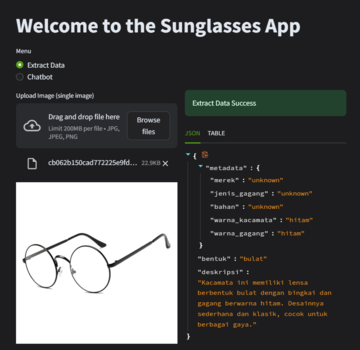 Welcome to the Sunglasses App
Menu
Extract Data
Chatbot
Upload Image (single image)
Drag and drop file here
Limit 200MB per file • JPG,
JPEG, PNG
Browse
files
cb062b150cad772225e9fd...
22.9KB
Extract Data Success
JSON
TABLE
{
"metadata" : {
"merek" : "unknown"
"jenis_gagang" : "unknown"
"bahan" : "unknown"
"warna_kacamata" : "hitam"
"warna_gagang" : "hitam"
}
"bentuk" : "bulat"
"deskripsi" :
"Kacamata ini memiliki lensa
berbentuk bulat dengan bingkai dan
gagang berwarna hitam. Desainnya
sederhana dan klasik, cocok untuk
berbagai gaya."
}